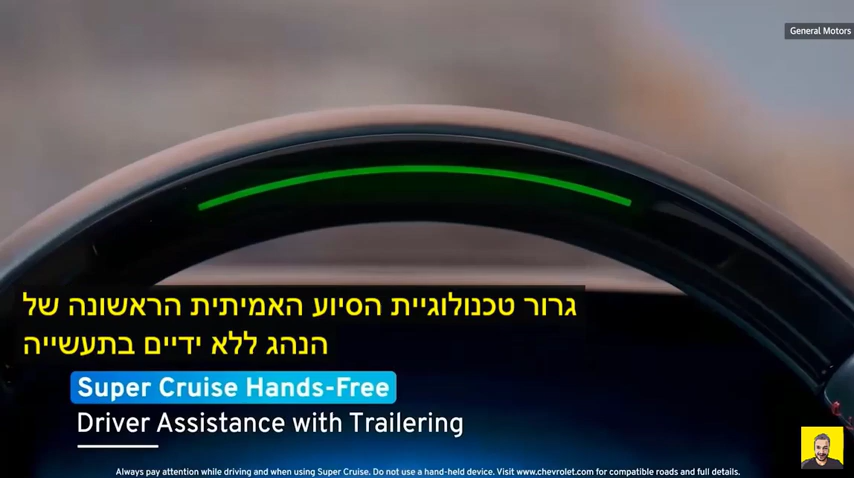 General Motors
גרור טכנולוגיית הסיוע האמיתית הראשונה של
הנהג ללא ידיים בתעשייה
Super Cruise Hands-Free
Driver Assistance with Trailering
Always pay attention while driving and when using Super Cruise. Do not use a hand-held device. Visit www.chevrolet.com for compatible roads and full details.